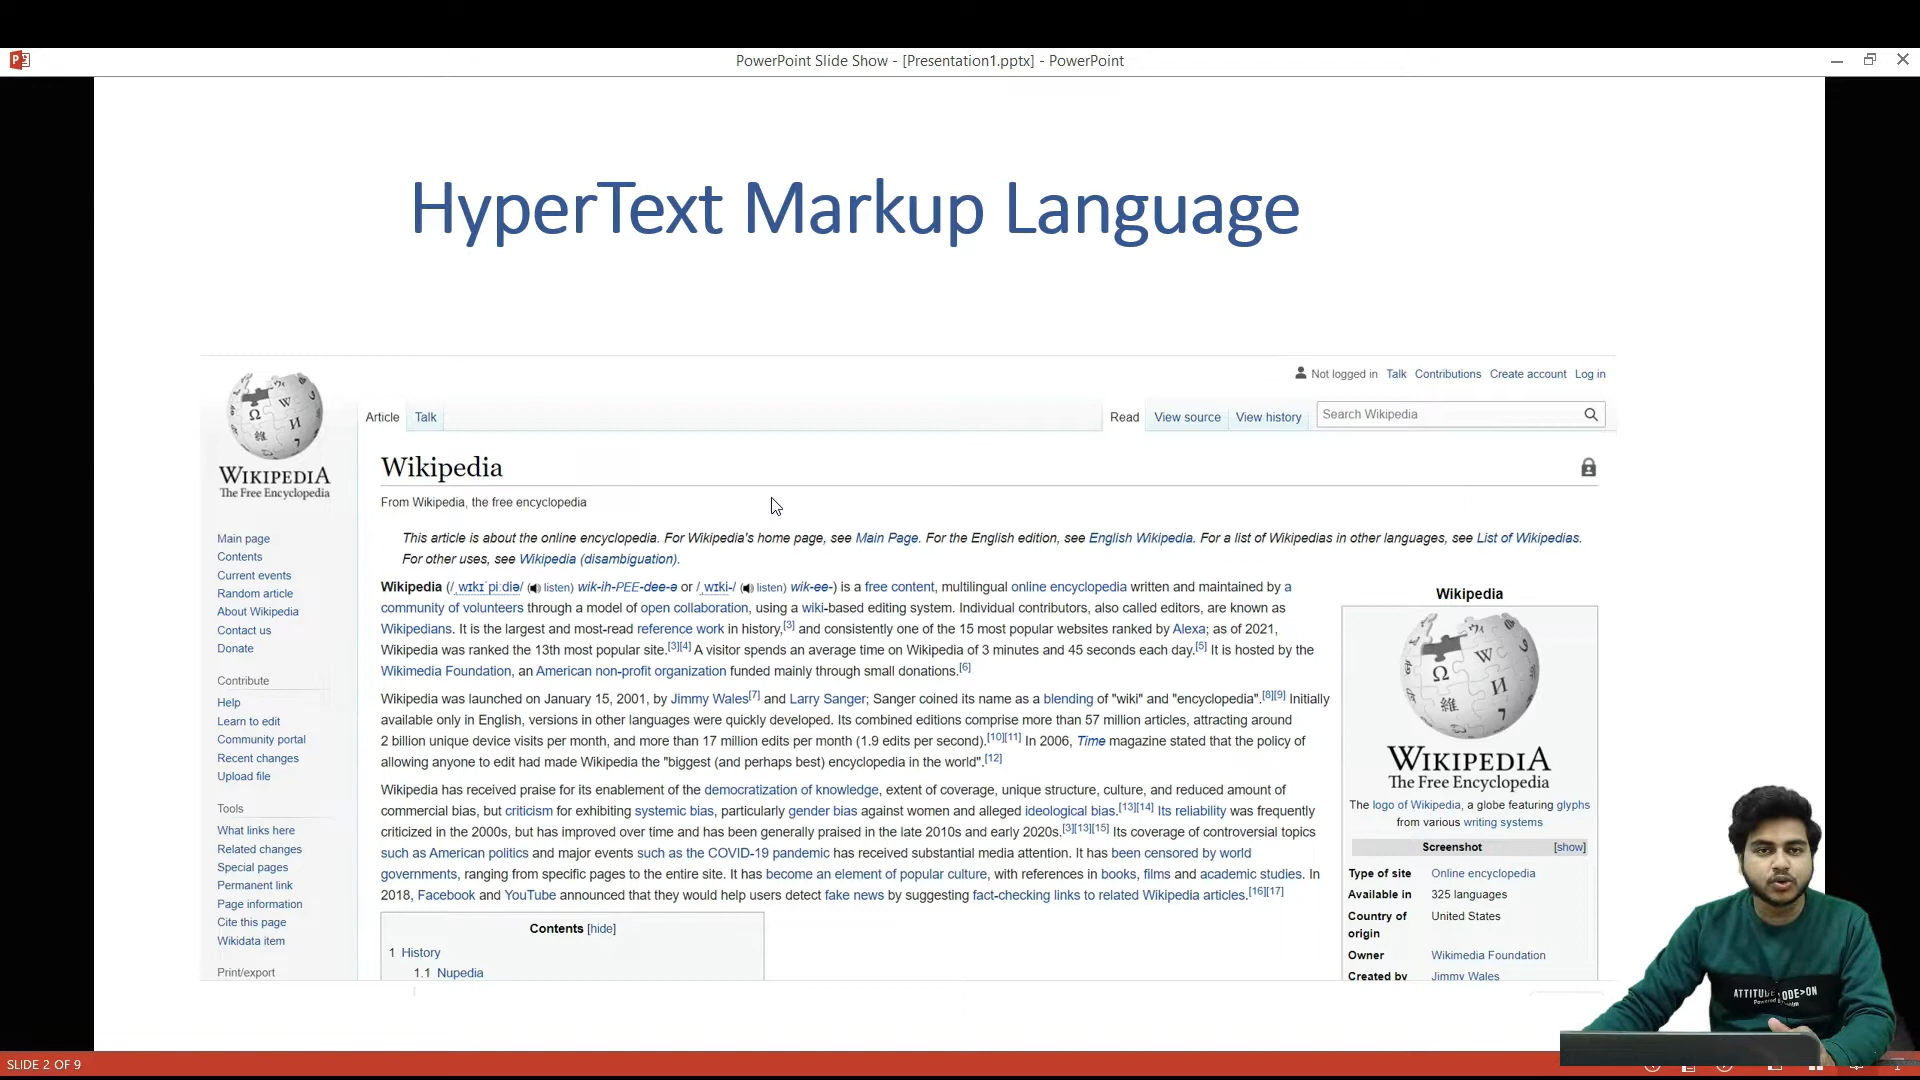 PowerPoint Slide Show - [Presentation1.pptx] - PowerPoint
HyperText Markup Language
Not logged in Talk Contributions Create account Log in
Article Talk
Read View source View history
Search Wikipedia
WIKIPEDIA
The Free Encyclopedia
Main page
Contents
Current events
Random article
About Wikipedia
Contact us
Donate
Contribute
Help
Learn to edit
Community portal
Recent changes
Upload file
Tools
What links here
Related changes
Special pages
Permanent link
Page information
Cite this page
Wikidata item
Print/export
Wikipedia
From Wikipedia, the free encyclopedia
This article is about the online encyclopedia. For Wikipedia's home page, see Main Page. For the English edition, see English Wikipedia. For a list of Wikipedias in other languages, see List of Wikipedias.
For other uses, see Wikipedia (disambiguation).
Wikipedia (/ˌwɪkɪˈpiːdiə/ (listen) wik-ih-PEE-dee-ə or /ˌwɪki-/ (listen) wik-ee-) is a free content, multilingual online encyclopedia written and maintained by a
community of volunteers through a model of open collaboration, using a wiki-based editing system. Individual contributors, also called editors, are known as
Wikipedians. It is the largest and most-read reference work in history,[3] and consistently one of the 15 most popular websites ranked by Alexa; as of 2021,
Wikipedia was ranked the 13th most popular site.[3][4] A visitor spends an average time on Wikipedia of 3 minutes and 45 seconds each day.[5] It is hosted by the
Wikimedia Foundation, an American non-profit organization funded mainly through small donations.[6]
Wikipedia was launched on January 15, 2001, by Jimmy Wales[7] and Larry Sanger; Sanger coined its name as a blending of "wiki" and "encyclopedia".[8][9] Initially
available only in English, versions in other languages were quickly developed. Its combined editions comprise more than 57 million articles, attracting around
2 billion unique device visits per month, and more than 17 million edits per month (1.9 edits per second).[10][11] In 2006, Time magazine stated that the policy of
allowing anyone to edit had made Wikipedia the "biggest (and perhaps best) encyclopedia in the world".[12]
Wikipedia has received praise for its enablement of the democratization of knowledge, extent of coverage, unique structure, culture, and reduced amount of
commercial bias, but criticism for exhibiting systemic bias, particularly gender bias against women and alleged ideological bias.[13][14] Its reliability was frequently
criticized in the 2000s, but has improved over time and has been generally praised in the late 2010s and early 2020s.[3][13][15] Its coverage of controversial topics
such as American politics and major events such as the COVID-19 pandemic has received substantial media attention. It has been censored by world
governments, ranging from specific pages to the entire site. It has become an element of popular culture, with references in books, films and academic studies. In
2018, Facebook and YouTube announced that they would help users detect fake news by suggesting fact-checking links to related Wikipedia articles.[16][17]
Contents [hide]
1 History
1.1 Nupedia
Wikipedia
WIKIPEDIA
The Free Encyclopedia
The logo of Wikipedia, a globe featuring glyphs
from various writing systems
Screenshot [show]
Type of site Online encyclopedia
Available in 325 languages
Country of United States
origin
Owner Wikimedia Foundation
Created by Jimmy Wales
SLIDE 2 OF 9